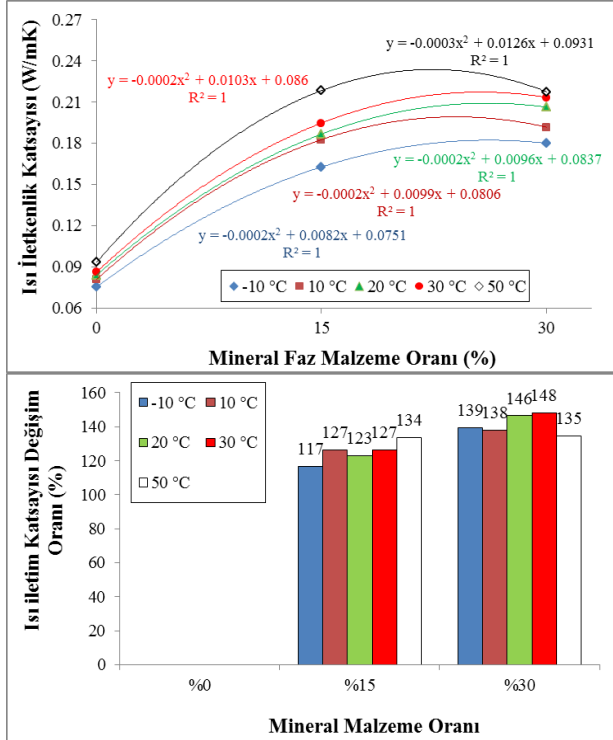 0.27
0.24
0.21
0.18
0.15
0.12
0.09
0.06
Isı İletkenlik Katsayısı (W/mK)
y = -0.0003x² + 0.0126x + 0.0931
R² = 1
y = -0.0002x² + 0.0103x + 0.086
R² = 1
y = -0.0002x² + 0.0096x + 0.0837
R² = 1
y = -0.0002x² + 0.0099x + 0.0806
R² = 1
y = -0.0002x² + 0.0082x + 0.0751
R² = 1
-10 °C 10 °C 20 °C 30 °C 50 °C
0 15 30
Mineral Faz Malzeme Oranı (%)
160
140
120
100
80
60
40
20
0
Isı iletim Katsayısı Değişim
Oranı (%)
-10 °C 10 °C
20 °C 30 °C
50 °C
117 127 123 127 134
139 138 146 148 135
%0 %15 %30
Mineral Malzeme Oranı